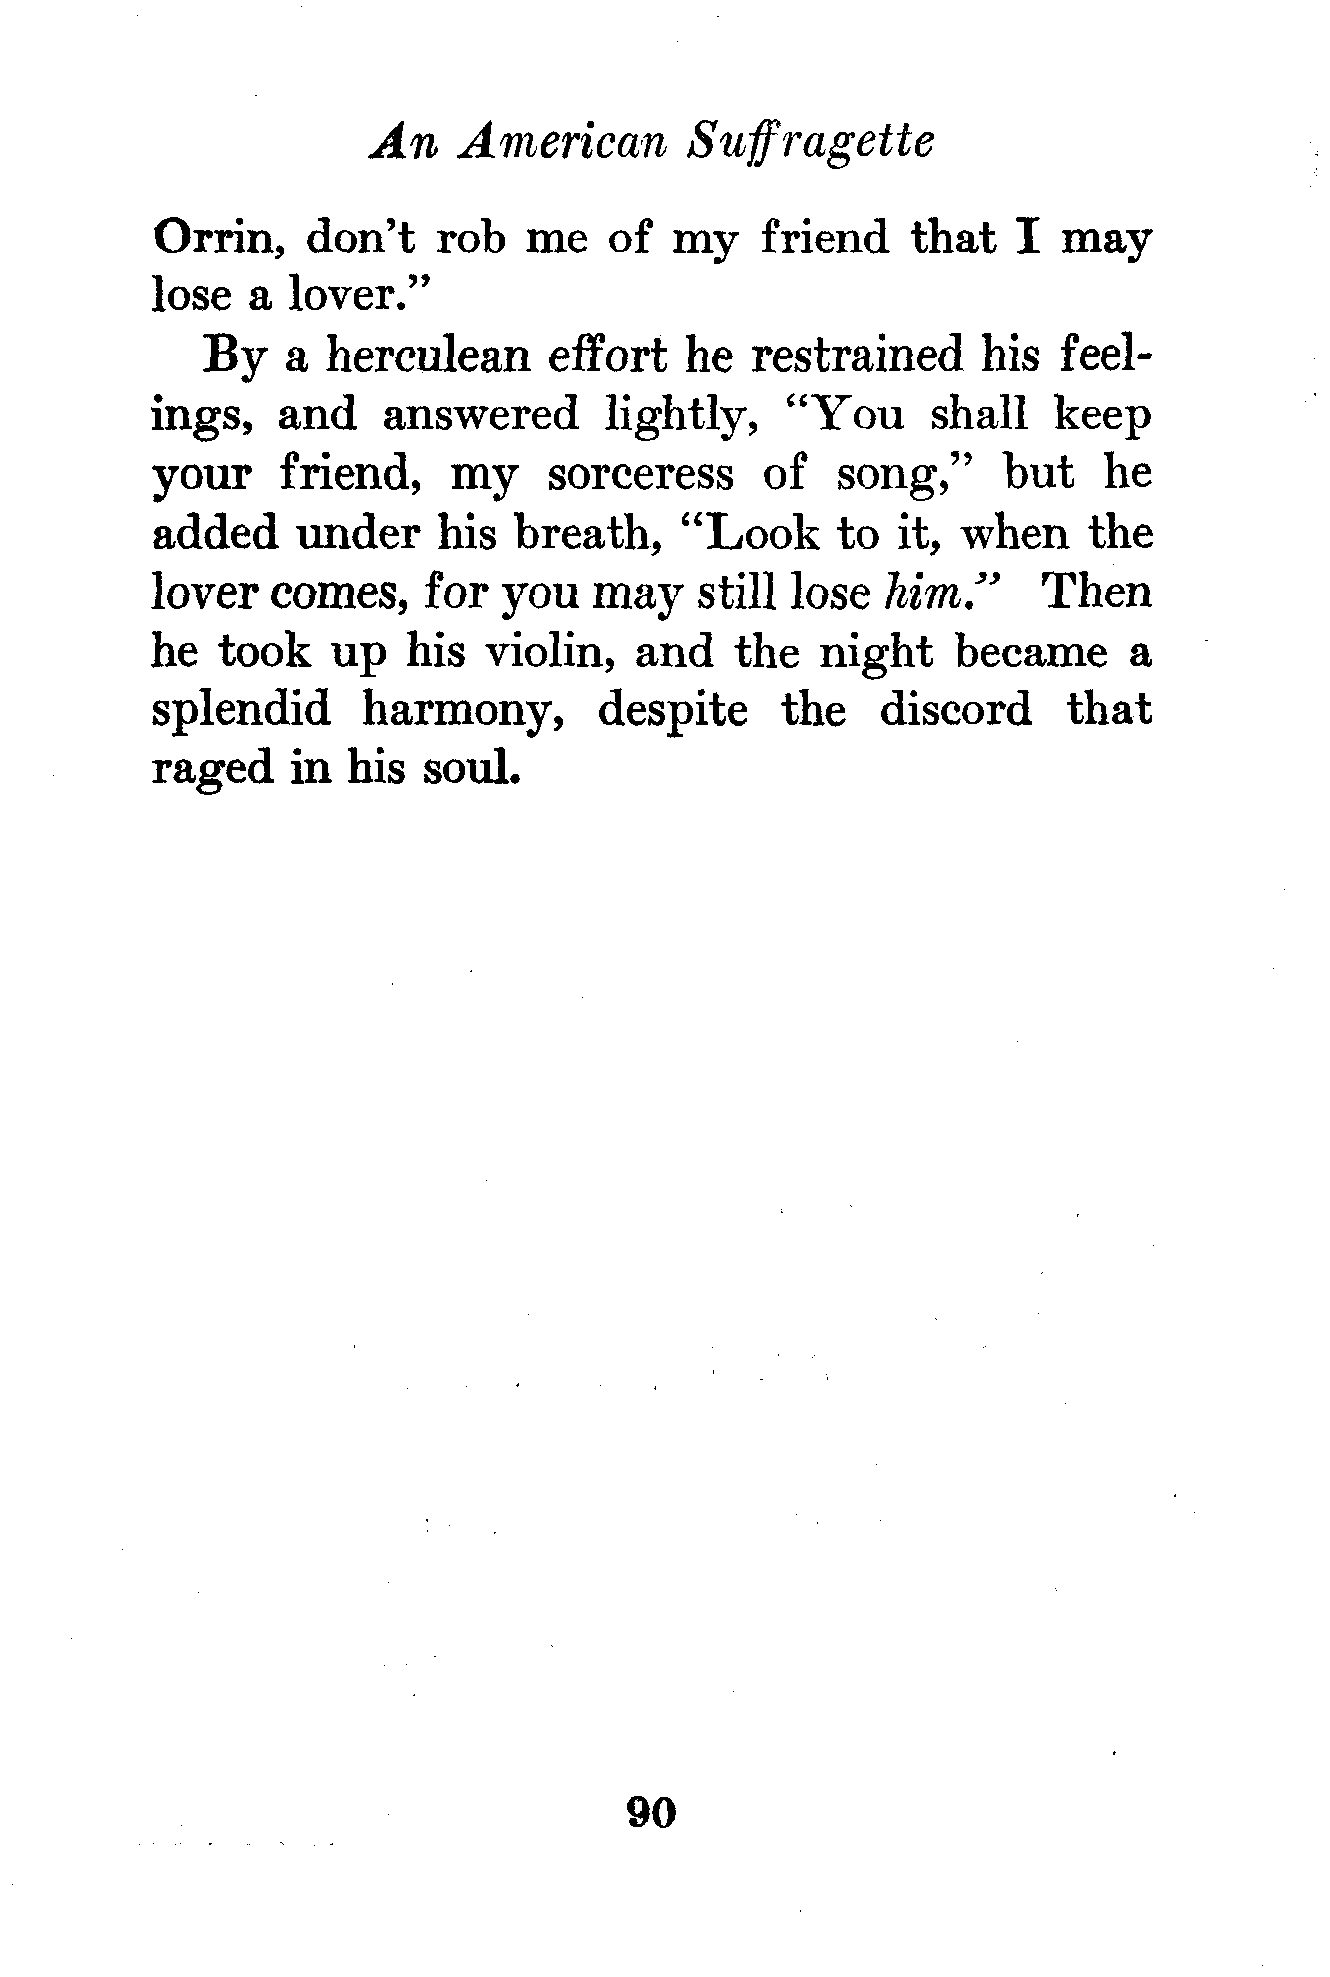 An American Suffragette
Orrin, don't rob me of my friend that I may
lose a lover.”
By a herculean effort he restrained his feel-
ings, and answered lightly, “You shall keep
your friend, my sorceress of song,” but he
added under his breath, “Look to it, when the
lover comes, for you may still lose him.” Then
he took up his violin, and the night became a
splendid harmony, despite the discord that
raged in his soul.
90